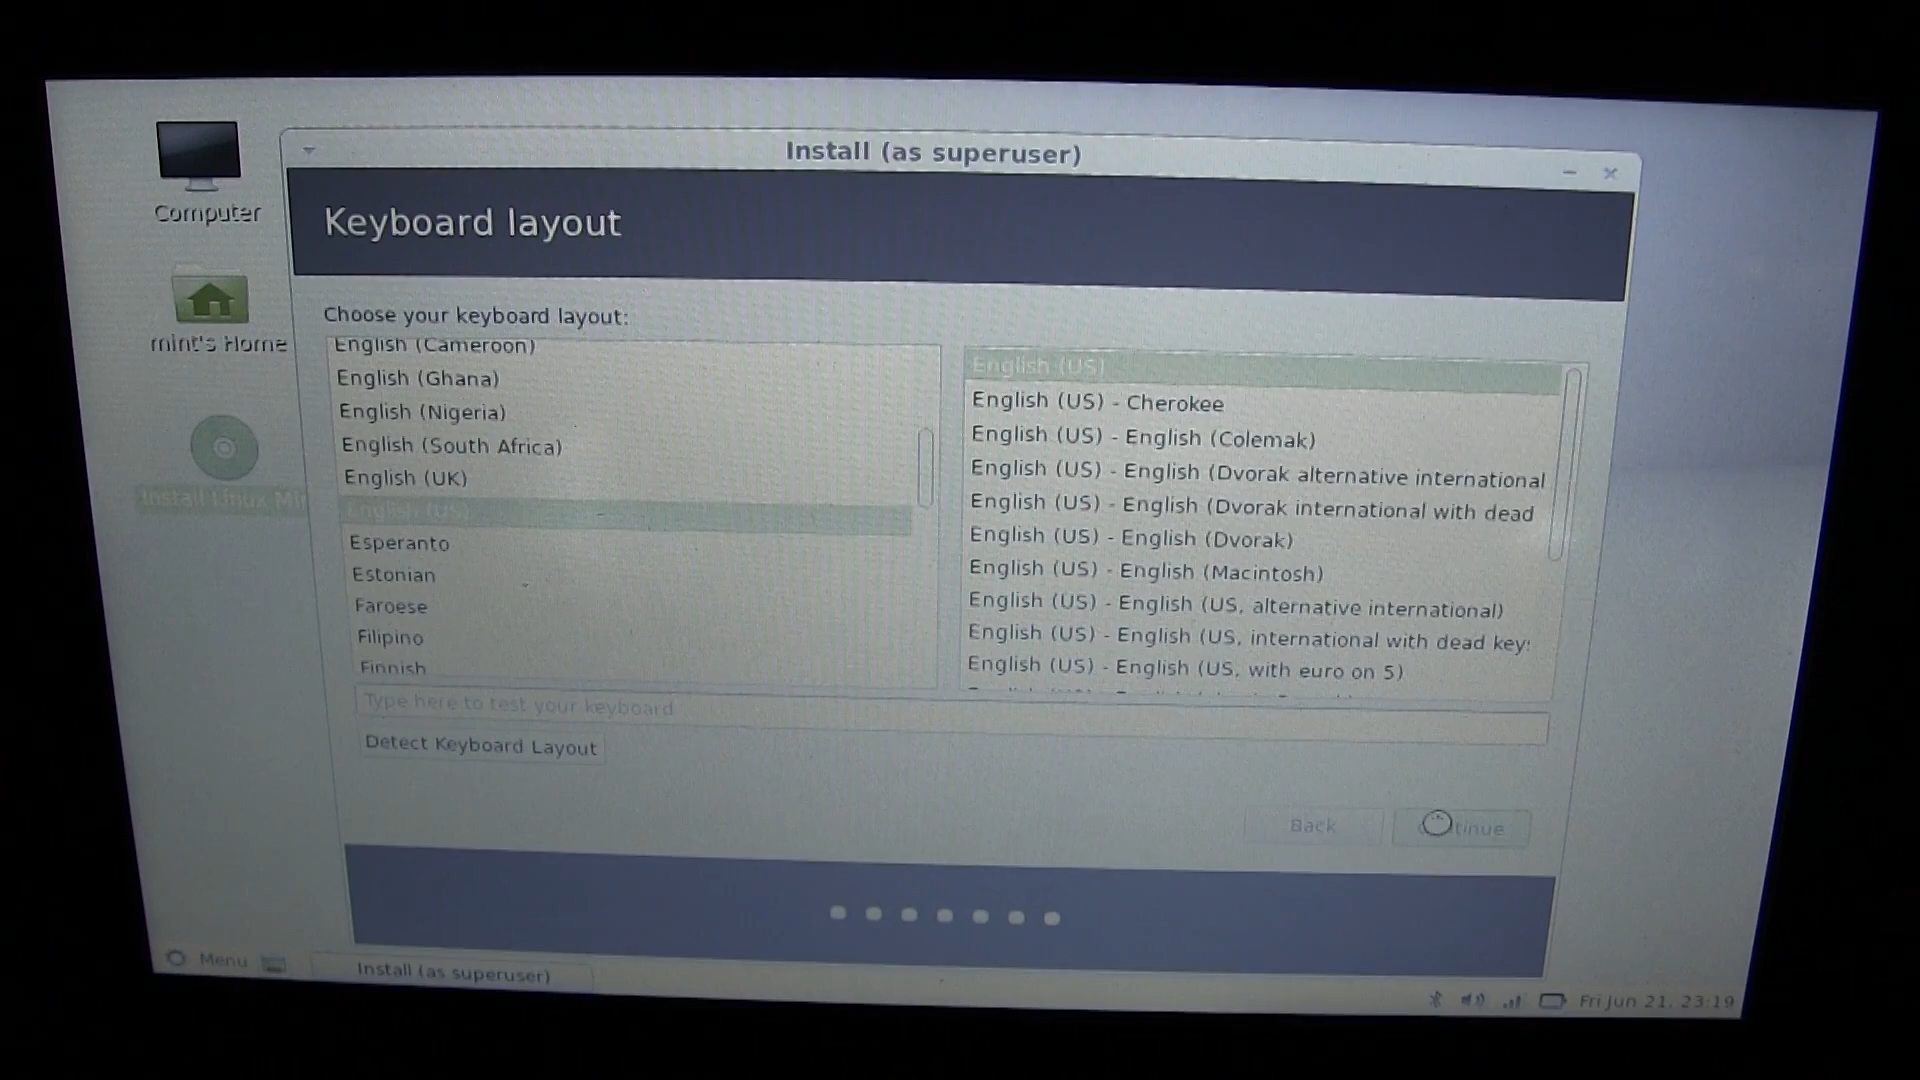 Install (as superuser)
Computer
Keyboard layout
mint's Home
Choose your keyboard layout:
English (Cameroon)
English (Ghana)
English (Nigeria)
English (South Africa)
English (UK)
English (US)
Esperanto
Estonian
Faroese
Filipino
Finnish
English (US)
English (US) - Cherokee
English (US) - English (Colemak)
English (US) - English (Dvorak alternative international
English (US) - English (Dvorak international with dead
English (US) - English (Dvorak)
English (US) - English (Macintosh)
English (US) - English (US, alternative international)
English (US) - English (US, international with dead key:
English (US) - English (US, with euro on 5)
Install Linux Mi
Type here to test your keyboard
Detect Keyboard Layout
Back
tinue
Menu
Install (as superuser)
Fri Jun 21, 23:19